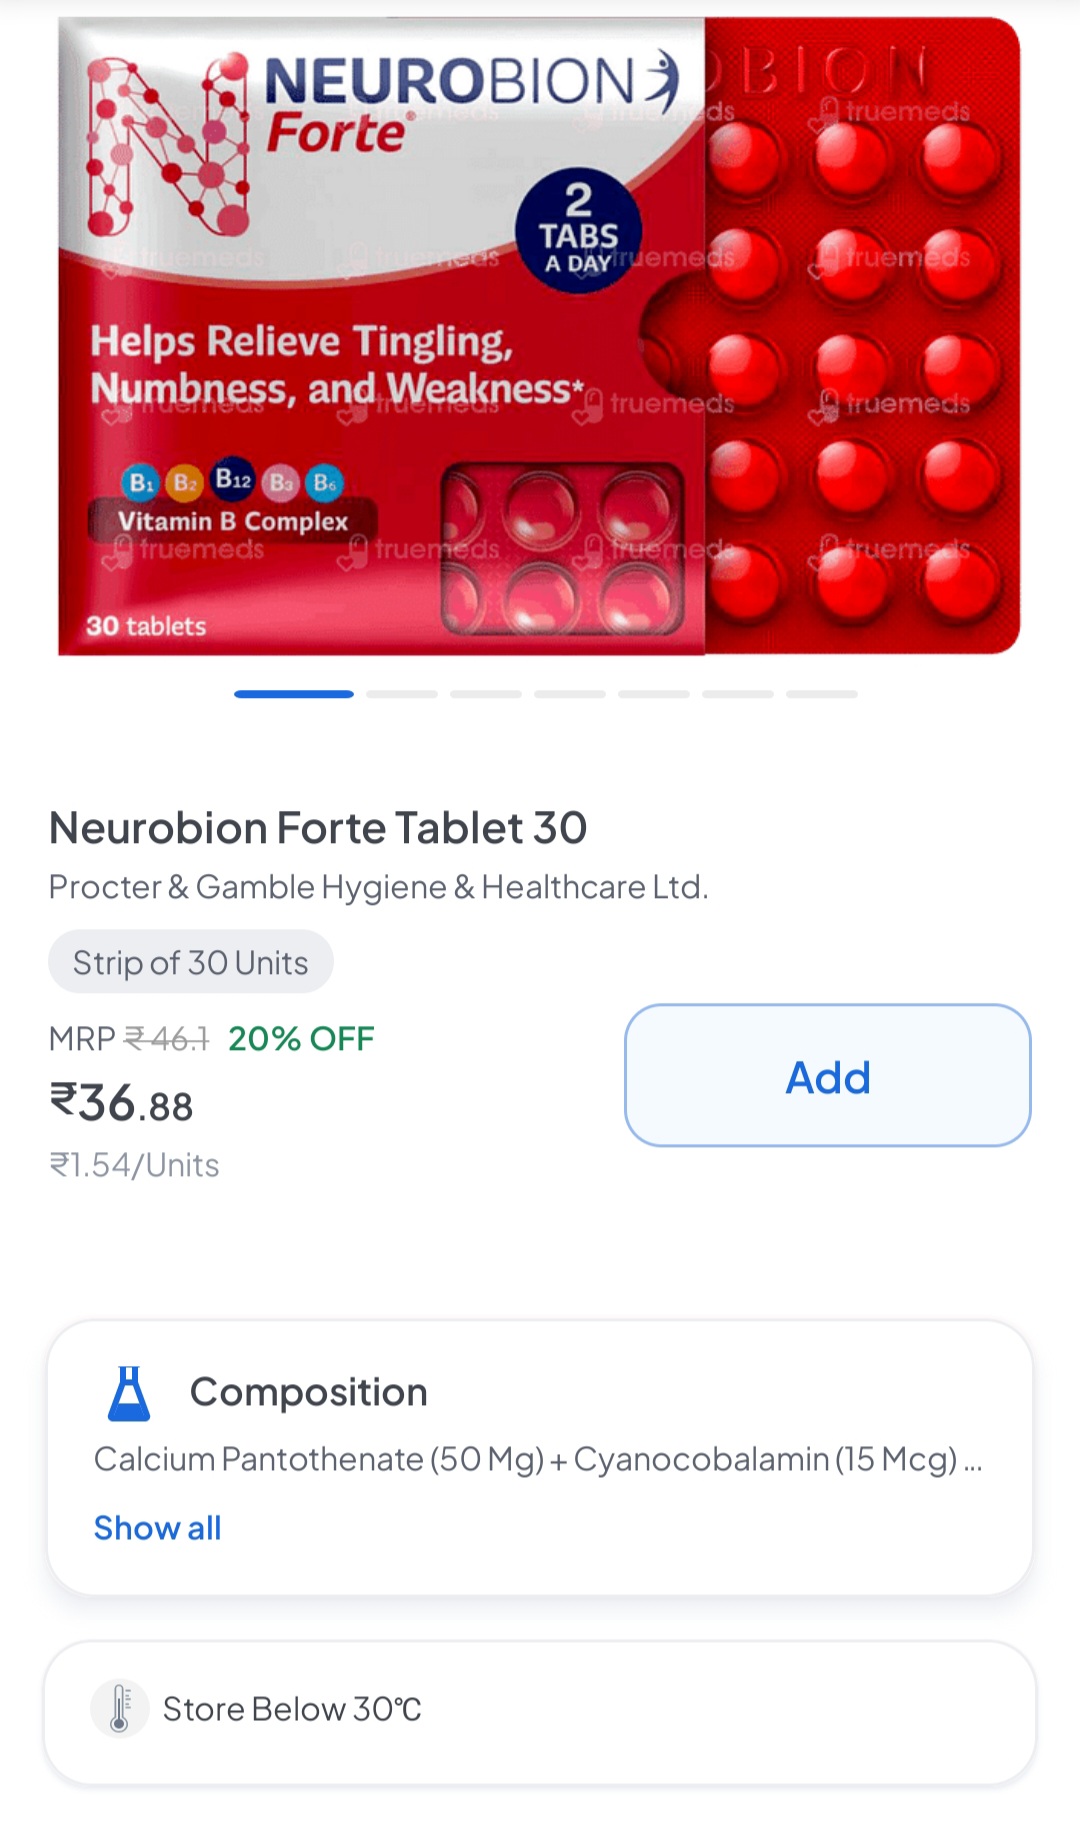 NEUROBION
Forte®
OBION
2
TABS
A DAY
Helps Relieve Tingling,
Numbness, and Weakness*
B1 B2 B12 B3 B6
Vitamin B Complex
30 tablets
truemeds
Neurobion Forte Tablet 30
Procter & Gamble Hygiene & Healthcare Ltd.
Strip of 30 Units
MRP ₹46.1 20% OFF
₹36.88
₹1.54/Units
Add
Composition
Calcium Pantothenate (50 Mg) + Cyanocobalamin (15 Mcg) ...
Show all
Store Below 30°C